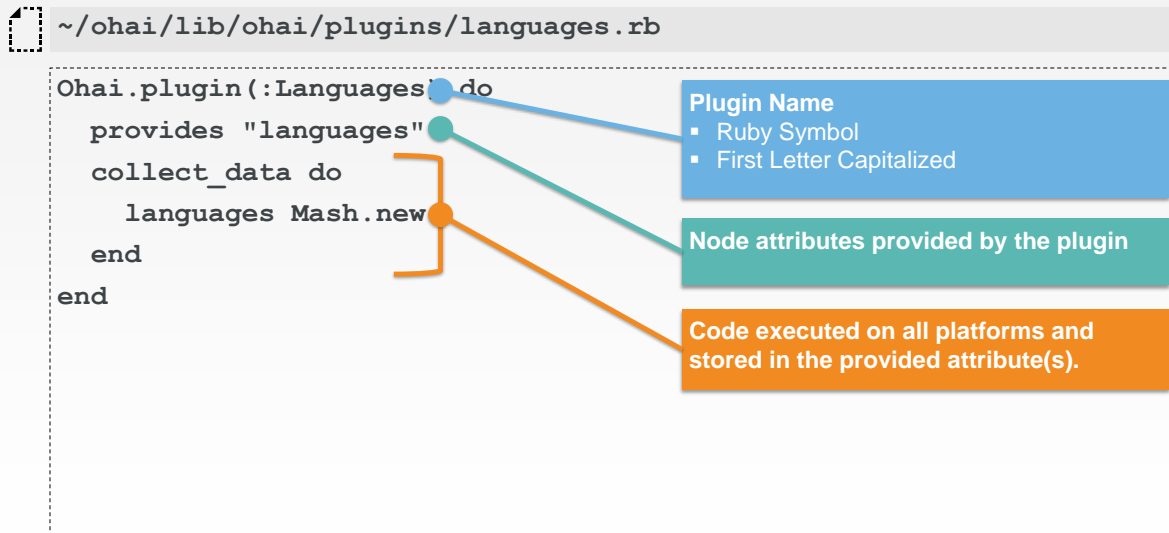 ~/ohai/lib/ohai/plugins/languages.rb
Ohai.plugin(:Languages) do
  provides "languages"
  collect_data do
    languages Mash.new
  end
end
Plugin Name
▪ Ruby Symbol
▪ First Letter Capitalized
Node attributes provided by the plugin
Code executed on all platforms and
stored in the provided attribute(s).